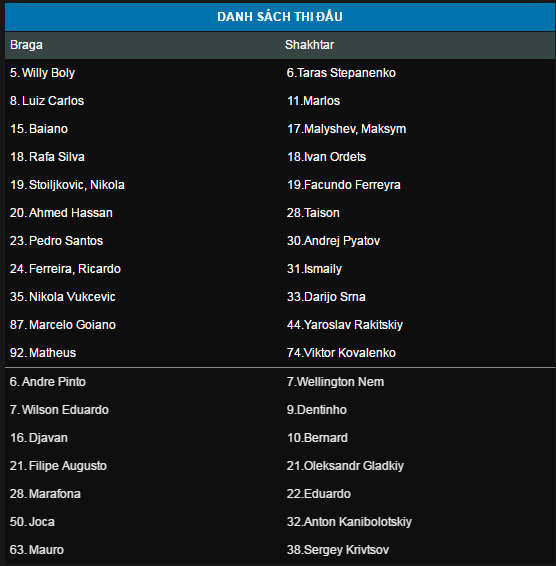 DANH SÁCH THI ĐẤU
Braga Shakhtar
5. Willy Boly 6.Taras Stepanenko
8. Luiz Carlos 11.Marlos
15. Baiano 17.Malyshev, Maksym
18. Rafa Silva 18.Ivan Ordets
19. Stoiljkovic, Nikola 19.Facundo Ferreyra
20. Ahmed Hassan 28.Taison
23. Pedro Santos 30.Andrej Pyatov
24. Ferreira, Ricardo 31.Ismaily
35. Nikola Vukcevic 33.Darijo Srna
87. Marcelo Goiano 44.Yaroslav Rakitskiy
92. Matheus 74.Viktor Kovalenko
6. Andre Pinto 7.Wellington Nem
7. Wilson Eduardo 9.Dentinho
16. Djavan 10.Bernard
21. Filipe Augusto 21.Oleksandr Gladkiy
28. Marafona 22.Eduardo
50. Joca 32.Anton Kanibolotskiy
63. Mauro 38.Sergey Krivtsov